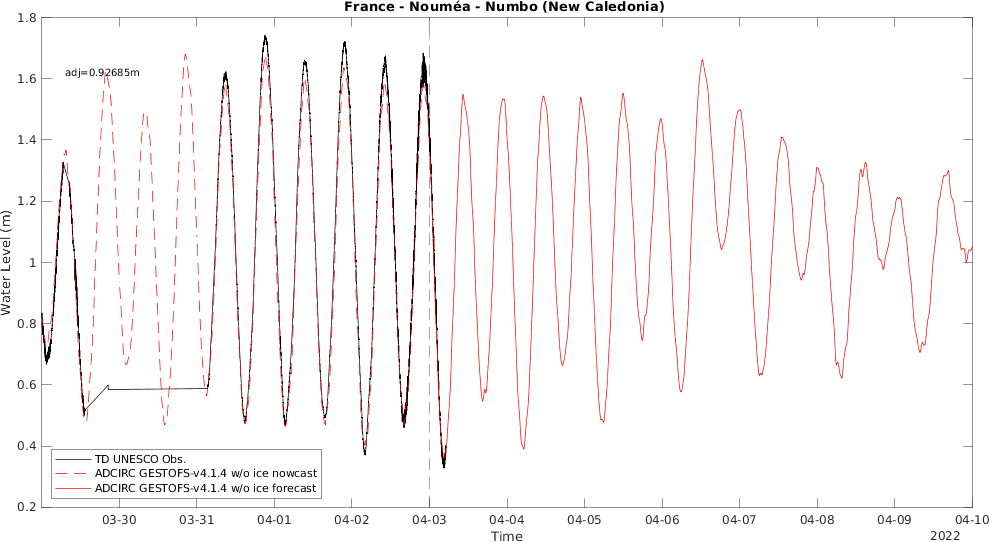 France - Nouméa - Numbo (New Caledonia)
1.8
1.6
1.4
1.2
1
0.8
0.6
0.4
0.2
Water Level (m)
adj=0.92685m
TD UNESCO Obs.
ADCIRC GESTOFS-v4.1.4 w/o ice nowcast
ADCIRC GESTOFS-v4.1.4 w/o ice forecast
03-30 03-31 04-01 04-02 04-03 04-04 04-05 04-06 04-07 04-08 04-09 04-10
Time
2022